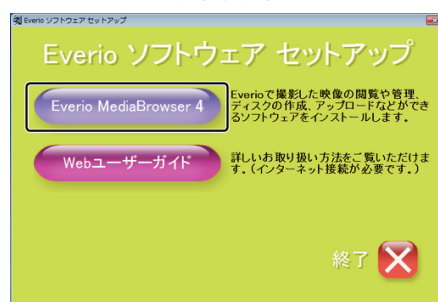 Everio ソフトウェア セットアップ
Everio ソフトウェア セットアップ
Everio MediaBrowser 4
Everioで撮影した映像の閲覧や管理、
ディスクの作成、アップロードなどができ
るソフトウェアをインストールします。
Webユーザーガイド
詳しいお取り扱い方法をご覧いただけま
す。(インターネット接続が必要です。)
終了